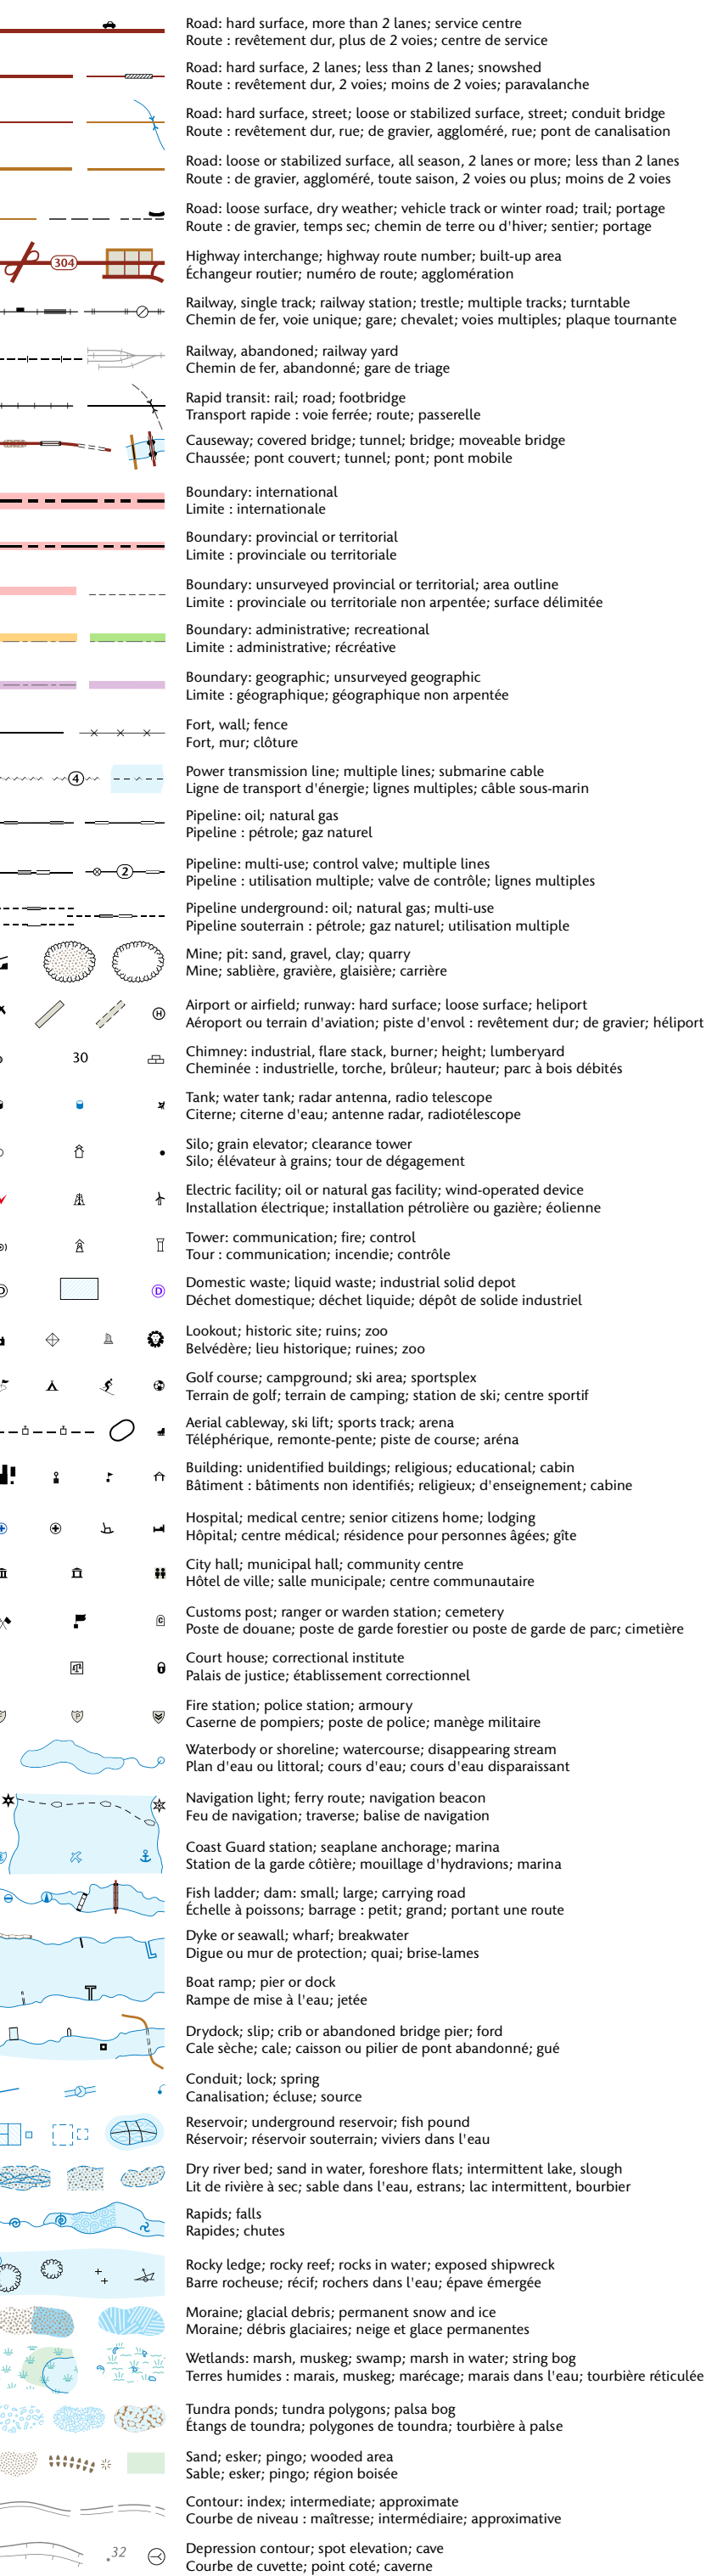 Road: hard surface, more than 2 lanes; service centre
Route : revêtement dur, plus de 2 voies; centre de service
Road: hard surface, 2 lanes; less than 2 lanes; snowshed
Route : revêtement dur, 2 voies; moins de 2 voies; paravalanche
Road: hard surface, street; loose or stabilized surface, street; conduit bridge
Route : revêtement dur, rue; de gravier, aggloméré, rue; pont de canalisation
Road: loose or stabilized surface, all season, 2 lanes or more; less than 2 lanes
Route : de gravier, aggloméré, toute saison, 2 voies ou plus; moins de 2 voies
Road: loose surface, dry weather; vehicle track or winter road; trail; portage
Route : de gravier, temps sec; chemin de terre ou d'hiver; sentier; portage
304
Highway interchange; highway route number; built-up area
Échangeur routier; numéro de route; agglomération
Railway, single track; railway station; trestle; multiple tracks; turntable
Chemin de fer, voie unique; gare; chevalet; voies multiples; plaque tournante
Railway, abandoned; railway yard
Chemin de fer, abandonné; gare de triage
Rapid transit: rail; road; footbridge
Transport rapide : voie ferrée; route; passerelle
Causeway; covered bridge; tunnel; bridge; moveable bridge
Chaussée; pont couvert; tunnel; pont; pont mobile
Boundary: international
Limite : internationale
Boundary: provincial or territorial
Limite : provinciale ou territoriale
Boundary: unsurveyed provincial or territorial; area outline
Limite : provinciale ou territoriale non arpentée; surface délimitée
Boundary: administrative; recreational
Limite : administrative; récréative
Boundary: geographic; unsurveyed geographic
Limite : géographique; géographique non arpentée
Fort, wall; fence
Fort, mur; clôture
4
Power transmission line; multiple lines; submarine cable
Ligne de transport d'énergie; lignes multiples; câble sous-marin
Pipeline: oil; natural gas
Pipeline : pétrole; gaz naturel
2
Pipeline: multi-use; control valve; multiple lines
Pipeline : utilisation multiple; valve de contrôle; lignes multiples
Pipeline underground: oil; natural gas; multi-use
Pipeline souterrain : pétrole; gaz naturel; utilisation multiple
Mine; pit: sand, gravel, clay; quarry
Mine; sablière, gravière, glaisière; carrière
H
Airport or airfield; runway: hard surface; loose surface; heliport
Aéroport ou terrain d'aviation; piste d'envol : revêtement dur; de gravier; héliport
30
Chimney: industrial, flare stack, burner; height; lumberyard
Cheminée : industrielle, torche, brûleur; hauteur; parc à bois débités
Tank; water tank; radar antenna, radio telescope
Citerne; citerne d'eau; antenne radar, radiotélescope
Silo; grain elevator; clearance tower
Silo; élévateur à grains; tour de dégagement
Electric facility; oil or natural gas facility; wind-operated device
Installation électrique; installation pétrolière ou gazière; éolienne
Tower: communication; fire; control
Tour : communication; incendie; contrôle
D
Domestic waste; liquid waste; industrial solid depot
Déchet domestique; déchet liquide; dépôt de solide industriel
Lookout; historic site; ruins; zoo
Belvédère; lieu historique; ruines; zoo
Golf course; campground; ski area; sportsplex
Terrain de golf; terrain de camping; station de ski; centre sportif
Aerial cableway, ski lift; sports track; arena
Téléphérique, remonte-pente; piste de course; aréna
Building: unidentified buildings; religious; educational; cabin
Bâtiment : bâtiments non identifiés; religieux; d'enseignement; cabine
Hospital; medical centre; senior citizens home; lodging
Hôpital; centre médical; résidence pour personnes âgées; gîte
City hall; municipal hall; community centre
Hôtel de ville; salle municipale; centre communautaire
C
Customs post; ranger or warden station; cemetery
Poste de douane; poste de garde forestier ou poste de garde de parc; cimetière
Court house; correctional institute
Palais de justice; établissement correctionnel
P
Fire station; police station; armoury
Caserne de pompiers; poste de police; manège militaire
Waterbody or shoreline; watercourse; disappearing stream
Plan d'eau ou littoral; cours d'eau; cours d'eau disparaissant
Navigation light; ferry route; navigation beacon
Feu de navigation; traverse; balise de navigation
Coast Guard station; seaplane anchorage; marina
Station de la garde côtière; mouillage d'hydravions; marina
Fish ladder; dam: small; large; carrying road
Échelle à poissons; barrage : petit; grand; portant une route
Dyke or seawall; wharf; breakwater
Digue ou mur de protection; quai; brise-lames
Boat ramp; pier or dock
Rampe de mise à l'eau; jetée
Drydock; slip; crib or abandoned bridge pier; ford
Cale sèche; cale; caisson ou pilier de pont abandonné; gué
Conduit; lock; spring
Canalisation; écluse; source
Reservoir; underground reservoir; fish pound
Réservoir; réservoir souterrain; viviers dans l'eau
Dry river bed; sand in water, foreshore flats; intermittent lake, slough
Lit de rivière à sec; sable dans l'eau, estrans; lac intermittent, bourbier
Rapids; falls
Rapides; chutes
Rocky ledge; rocky reef; rocks in water; exposed shipwreck
Barre rocheuse; récif; rochers dans l'eau; épave émergée
Moraine; glacial debris; permanent snow and ice
Moraine; débris glaciaires; neige et glace permanentes
Wetlands: marsh, muskeg; swamp; marsh in water; string bog
Terres humides : marais, muskeg; marécage; marais dans l'eau; tourbière réticulée
Tundra ponds; tundra polygons; palsa bog
Étangs de toundra; polygones de toundra; tourbière à palse
Sand; esker; pingo; wooded area
Sable; esker; pingo; région boisée
Contour: index; intermediate; approximate
Courbe de niveau : maîtresse; intermédiaire; approximative
.32
Depression contour; spot elevation; cave
Courbe de cuvette; point coté; caverne